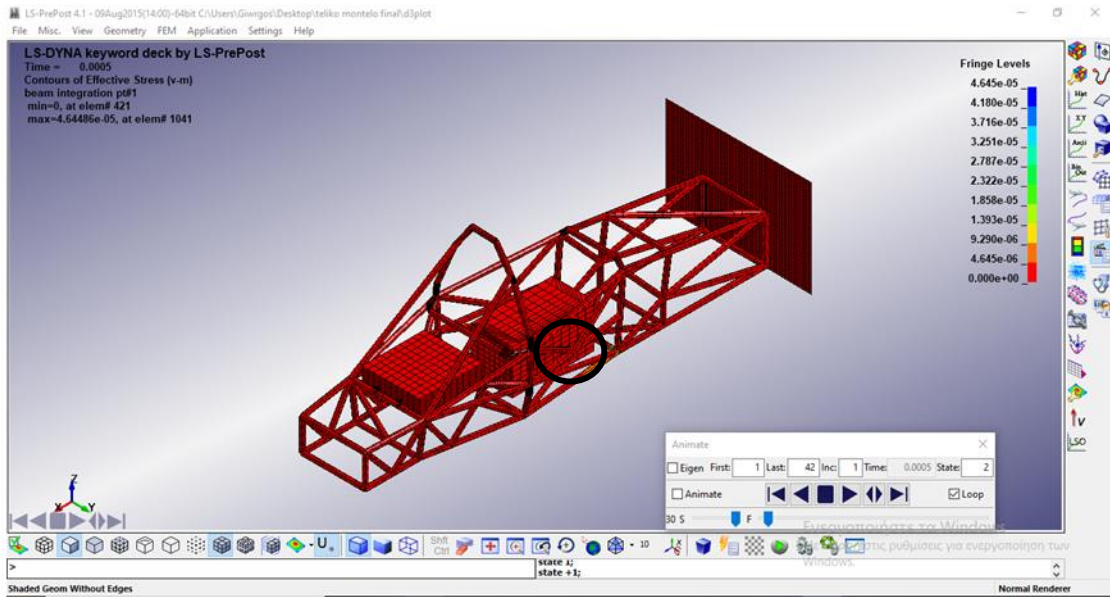 LS-PrePost 4.1 - 09Aug2015(14:00)-64bit C:\Users\Giwrgos\Desktop\teliko montelo final\d3plot
File Misc. View Geometry FEM Application Settings Help
LS-DYNA keyword deck by LS-PrePost
Time = 0.0005
Contours of Effective Stress (v-m)
beam integration pt#1
min=0, at elem# 421
max=4.64486e-05, at elem# 1041
Fringe Levels
4.645e-05
4.180e-05
3.716e-05
3.251e-05
2.787e-05
2.322e-05
1.858e-05
1.393e-05
9.290e-06
4.645e-06
0.000e+00
Z
X Y
Animate
Eigen First: 1 Last: 42 Inc: 1 Time: 0.0005 State: 2
Animate Loop
30 S F
Ενεργοποιήστε τα Windows
στις ρυθμίσεις για ενεργοποίηση των
Windows.
Shft
Ctrl
10
>
state 1;
state +1;
Shaded Geom Without Edges Normal Renderer